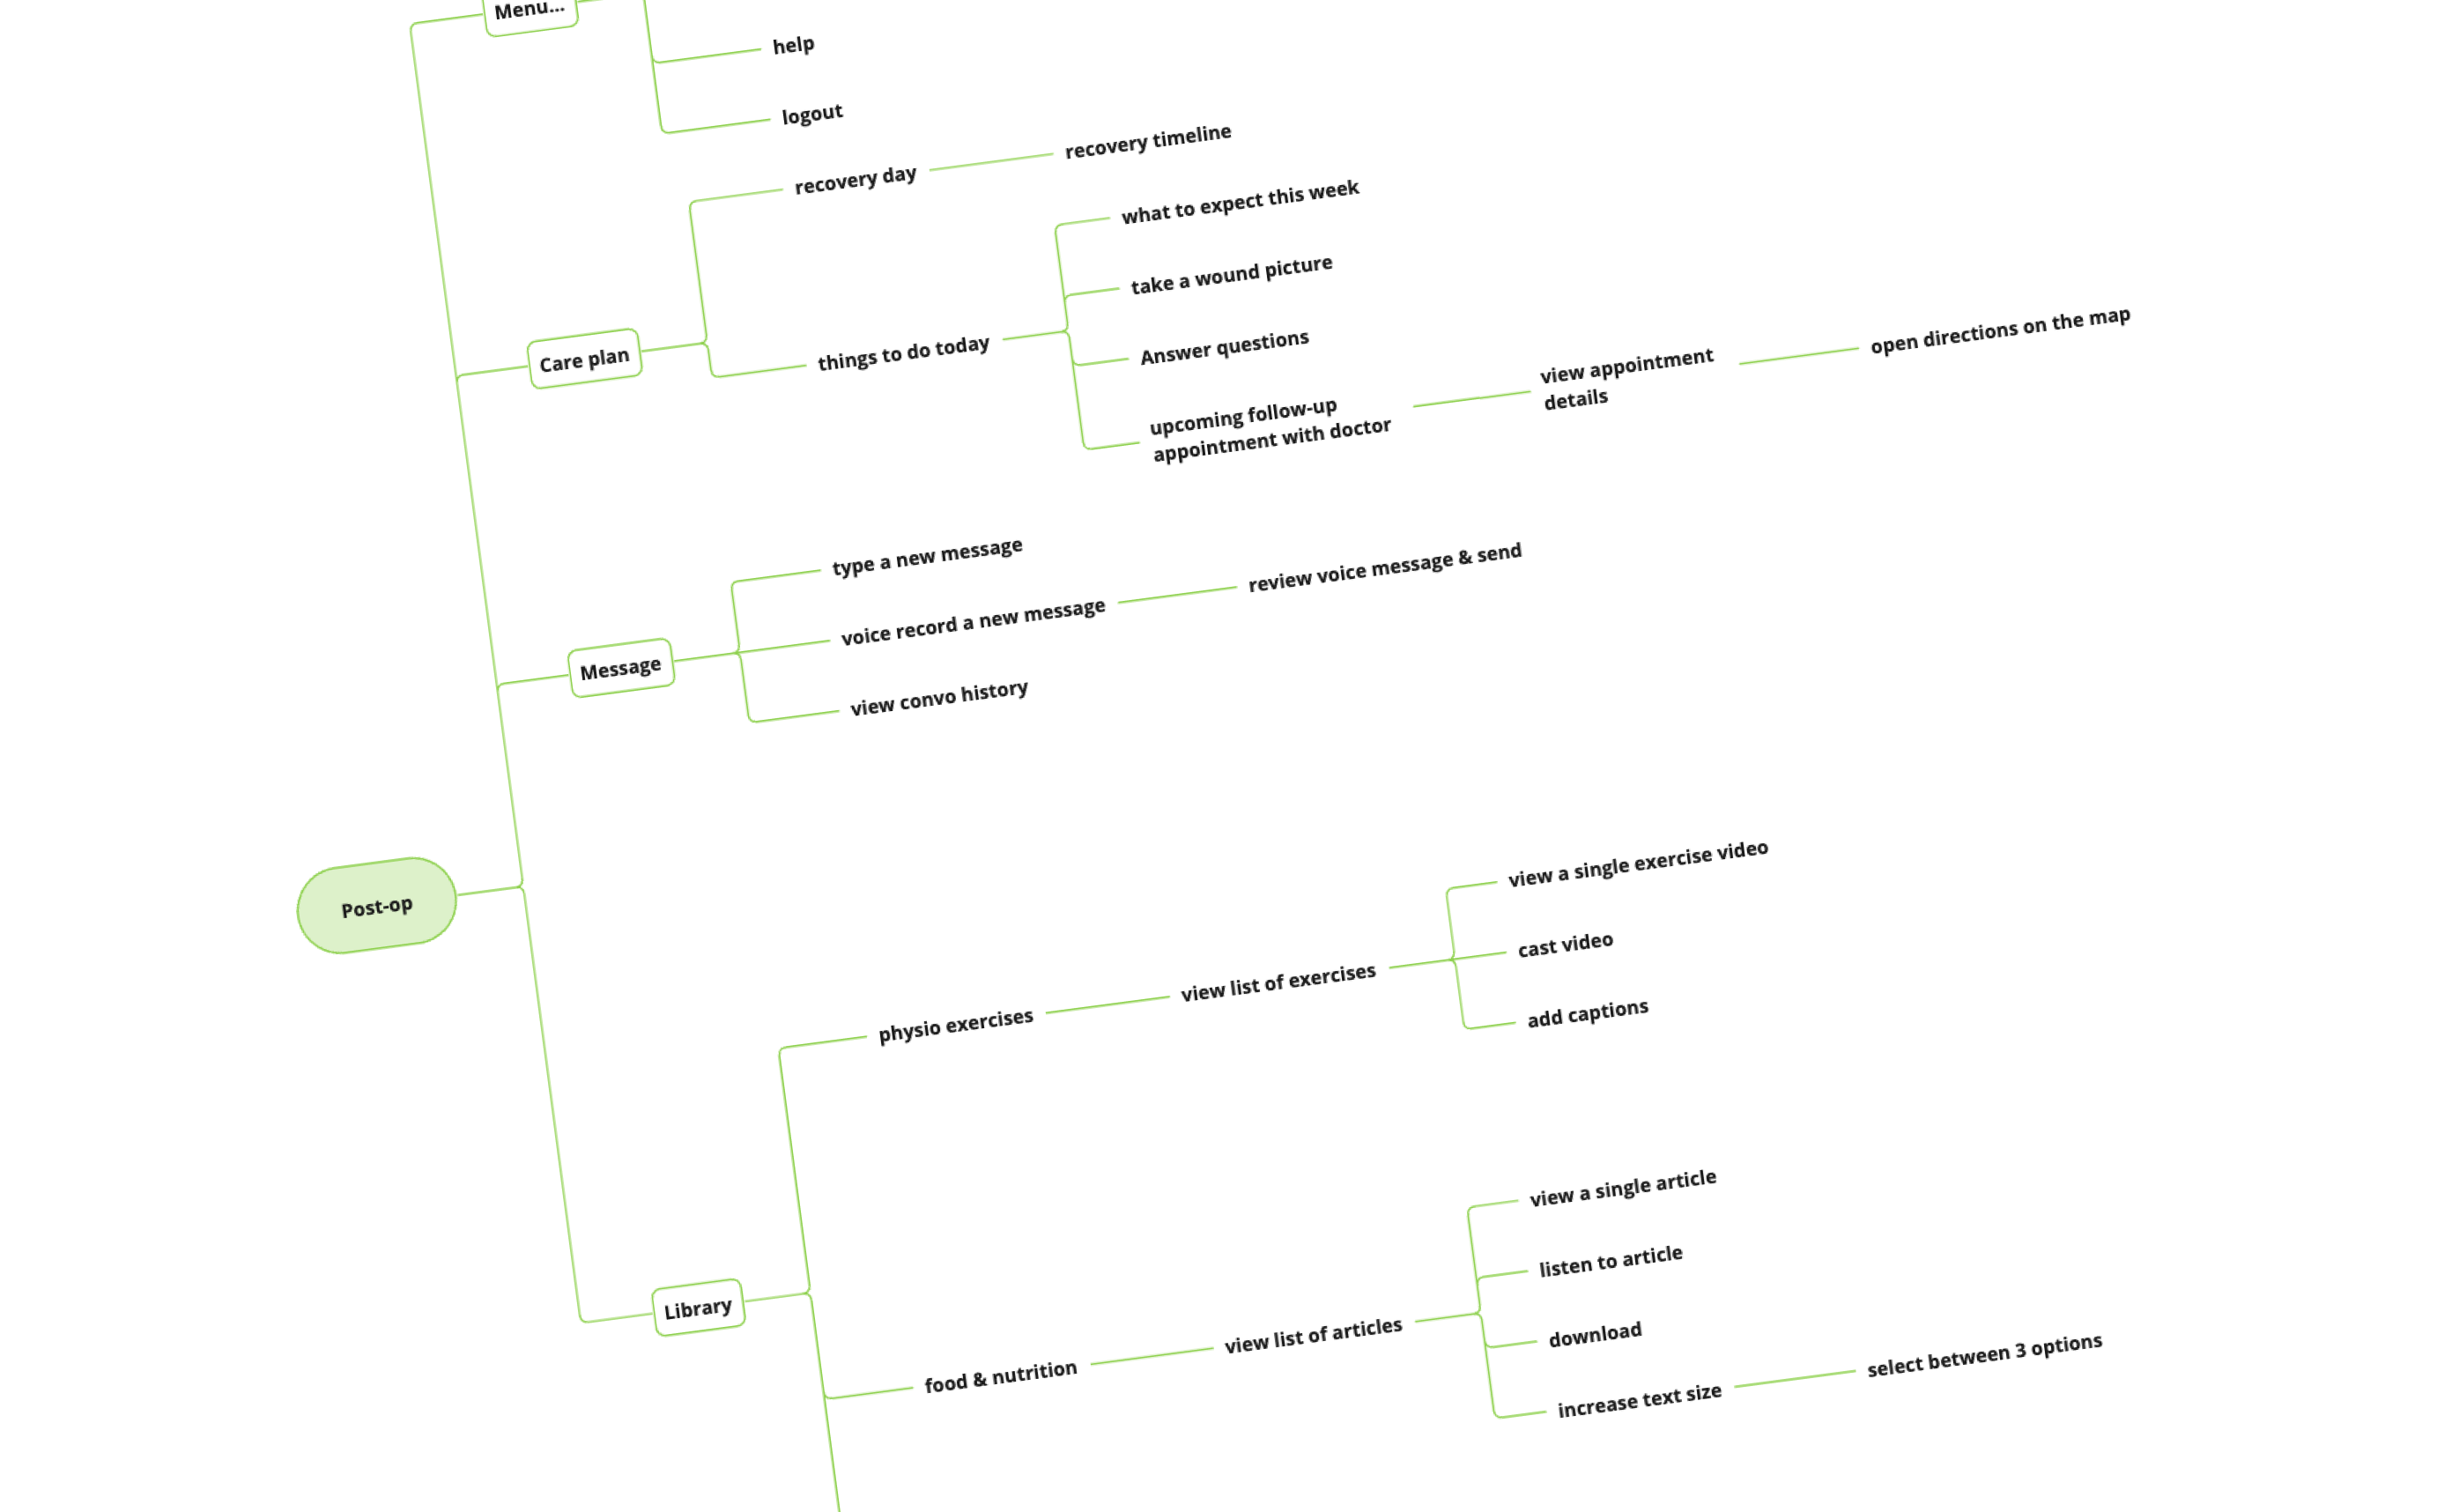 Menu...
help
logout
recovery day
recovery timeline
what to expect this week
take a wound picture
Care plan
things to do today
Answer questions
upcoming follow-up
appointment with doctor
view appointment
details
open directions on the map
type a new message
voice record a new message
review voice message & send
Message
view convo history
Post-op
view a single exercise video
cast video
physio exercises
view list of exercises
add captions
view a single article
listen to article
Library
view list of articles
download
food & nutrition
increase text size
select between 3 options